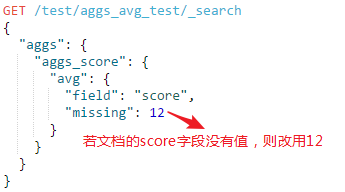 GET /test/aggs_avg_test/_search
{
  "aggs": {
    "aggs_score": {
      "avg": {
        "field": "score",
        "missing": 12
      }
若文档的score字段没有值，则改用12
    }
  }
}